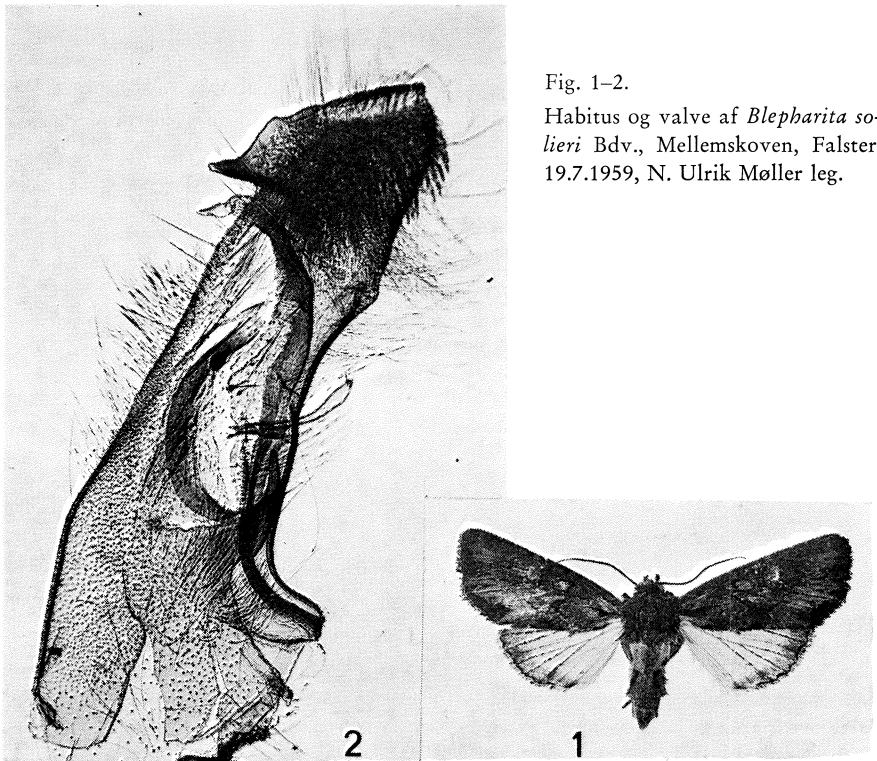 Fig. 1–2.
Habitus og valve af Blepharita so-
lieri Bdv., Mellemskoven, Falster
19.7.1959, N. Ulrik Møller leg.
2
1